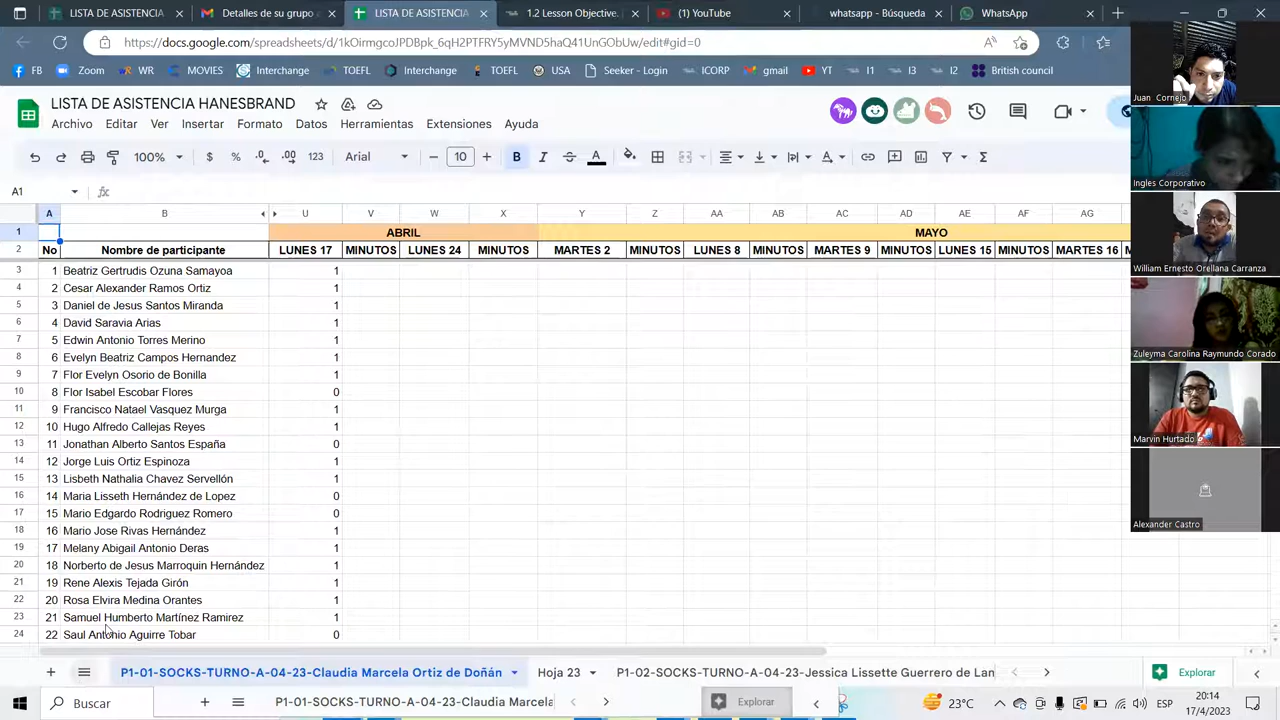 LISTA DE ASISTENCIA
Detalles de su grupo
LISTA DE ASISTENCIA
1.2 Lesson Objective
(1) YouTube
whatsapp - Búsqueda
WhatsApp
https://docs.google.com/spreadsheets/d/1kOirmgcoJPDBpk_6qH2PTFRY5yMVND5haQ41UnGObUw/edit#gid=0
FB Zoom WR MOVIES Interchange TOEFL Interchange TOEFL USA Seeker - Login ICORP gmail YT I1 I3 Interchange British council
LISTA DE ASISTENCIA HANESBRAND
Archivo Editar Ver Insertar Formato Datos Herramientas Extensiones Ayuda
100% $ % .0 .00 123 Arial 10 B I A
A1 fx
A B U V W X Y Z AA AB AC AD AE AF AG
1 ABRIL MAYO
2 No Nombre de participante LUNES 17 MINUTOS LUNES 24 MINUTOS MARTES 2 MINUTOS LUNES 8 MINUTOS MARTES 9 MINUTOS LUNES 15 MINUTOS MARTES 16
3 1 Beatriz Gertrudis Ozuna Samayoa 1
4 2 Cesar Alexander Ramos Ortiz 1
5 3 Daniel de Jesus Santos Miranda 1
6 4 David Saravia Arias 1
7 5 Edwin Antonio Torres Merino 1
8 6 Evelyn Beatriz Campos Hernandez 1
9 7 Flor Evelyn Osorio de Bonilla 1
10 8 Flor Isabel Escobar Flores 0
11 9 Francisco Natael Vasquez Murga 1
12 10 Hugo Alfredo Callejas Reyes 1
13 11 Jonathan Alberto Santos España 0
14 12 Jorge Luis Ortiz Espinoza 1
15 13 Lisbeth Nathalia Chavez Servellón 1
16 14 Maria Lisseth Hernández de Lopez 0
17 15 Mario Edgardo Rodriguez Romero 0
18 16 Mario Jose Rivas Hernández 1
19 17 Melany Abigail Antonio Deras 1
20 18 Norberto de Jesus Marroquin Hernández 1
21 19 Rene Alexis Tejada Girón 1
22 20 Rosa Elvira Medina Orantes 1
23 21 Samuel Humberto Martínez Ramirez 1
24 22 Saul Antonio Aguirre Tobar 0
P1-01-SOCKS-TURNO-A-04-23-Claudia Marcela Ortiz de Doñán Hoja 23 P1-02-SOCKS-TURNO-A-04-23-Jessica Lissette Guerrero de Lan Explorar
Buscar P1-01-SOCKS-TURNO-A-04-23-Claudia Marcela Explorar 23°C ESP 20:14
17/4/2023
Juan Cornejo
Ingles Corporativo
William Ernesto Orellana Carranza
Zuleyma Carolina Raymundo Corado
Marvin Hurtado
Alexander Castro